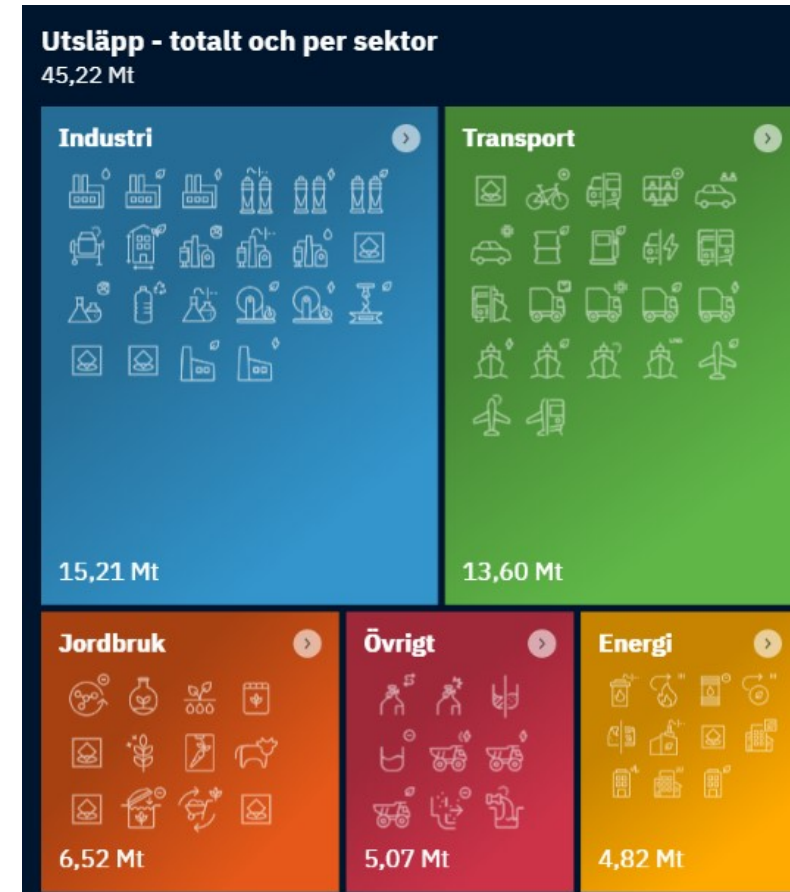 Utsläpp - totalt och per sektor
45,22 Mt
Industri
15,21 Mt
Transport
13,60 Mt
Jordbruk
6,52 Mt
Övrigt
5,07 Mt
Energi
4,82 Mt